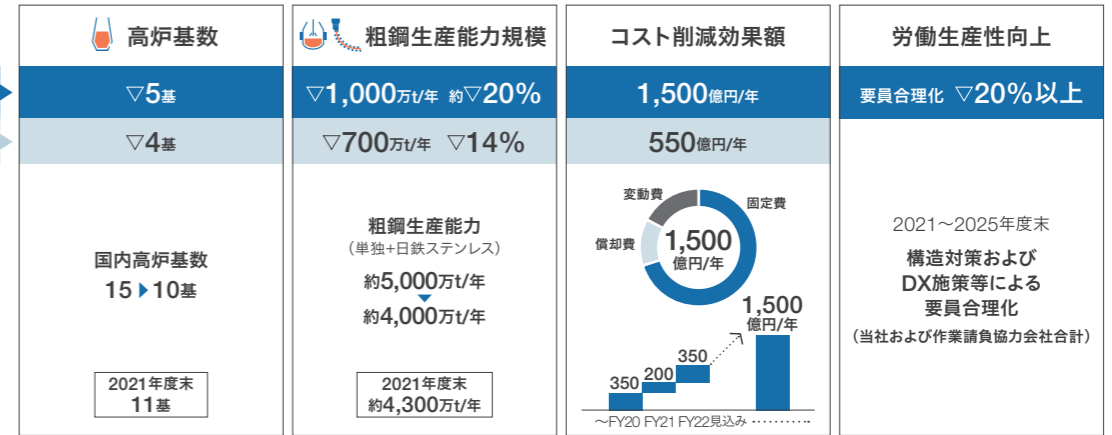 高炉基数
▽5基
▽4基
国内高炉基数
15▶10基
2021年度末
11基
粗鋼生産能力規模
▽1,000万t/年 約▽20%
▽700万t/年 ▽14%
粗鋼生産能力
(単独+日鉄ステンレス)
約5,000万t/年
▼
約4,000万t/年
2021年度末
約4,300万t/年
コスト削減効果額
1,500億円/年
550億円/年
変動費
固定費
償却費
1,500
億円/年
1,500
億円/年
350
200
350
〜FY20 FY21 FY22見込み
労働生産性向上
要員合理化 ▽20%以上
2021〜2025年度末
構造対策および
DX施策等による
要員合理化
(当社および作業請負協力会社合計)